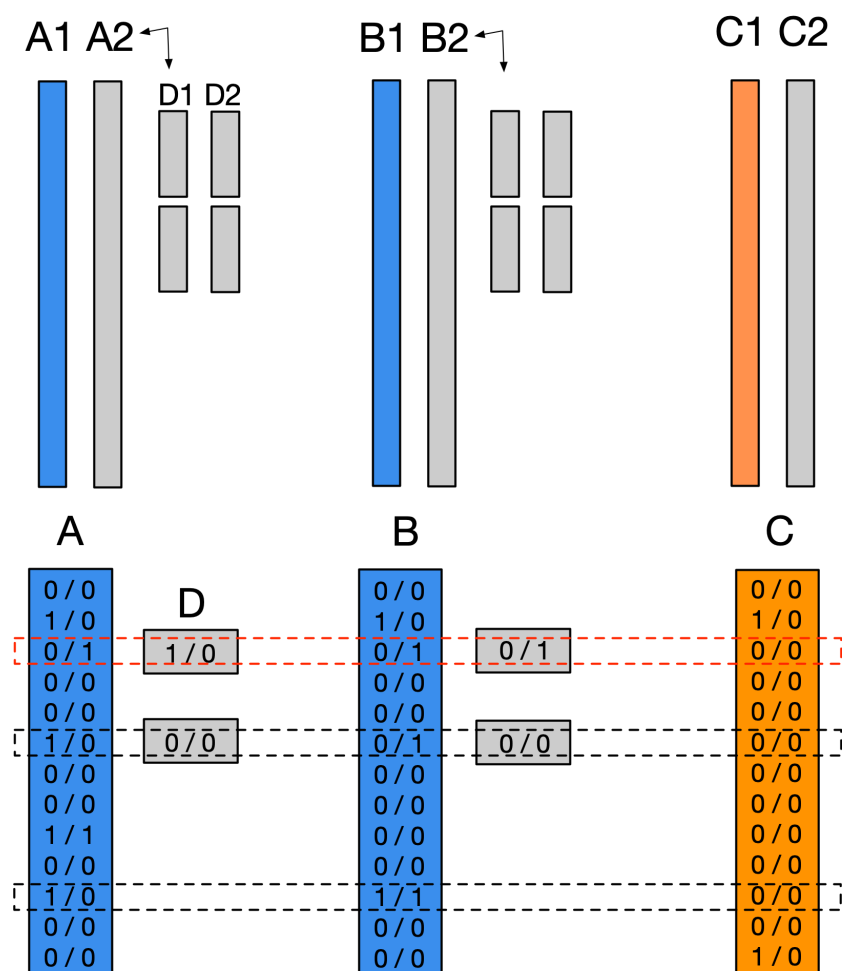 A1 A2 B1 B2 C1 C2
D1 D2
A B C
D
0 / 0 0 / 0 0 / 0
1 / 0 1 / 0 1 / 0
0 / 1 1 / 0 0 / 1 0 / 1 0 / 0
0 / 0 0 / 0 0 / 0
0 / 0 0 / 0 0 / 0
1 / 0 0 / 0 0 / 1 0 / 0 0 / 0
0 / 0 0 / 0 0 / 0
0 / 0 0 / 0 0 / 0
1 / 1 0 / 0 0 / 0
0 / 0 0 / 0 0 / 0
1 / 0 1 / 1 0 / 0
0 / 0 0 / 0 0 / 0
0 / 0 0 / 0 1 / 0